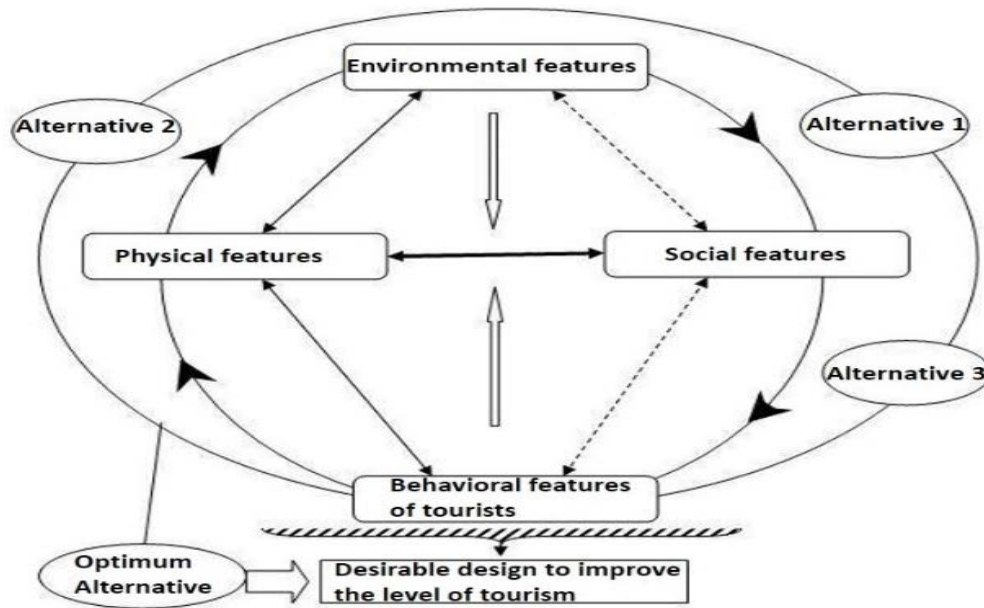 Environmental features
Alternative 2
Alternative 1
Physical features
Social features
Alternative 3
Behavioral features
of tourists
Optimum
Alternative
Desirable design to improve
the level of tourism